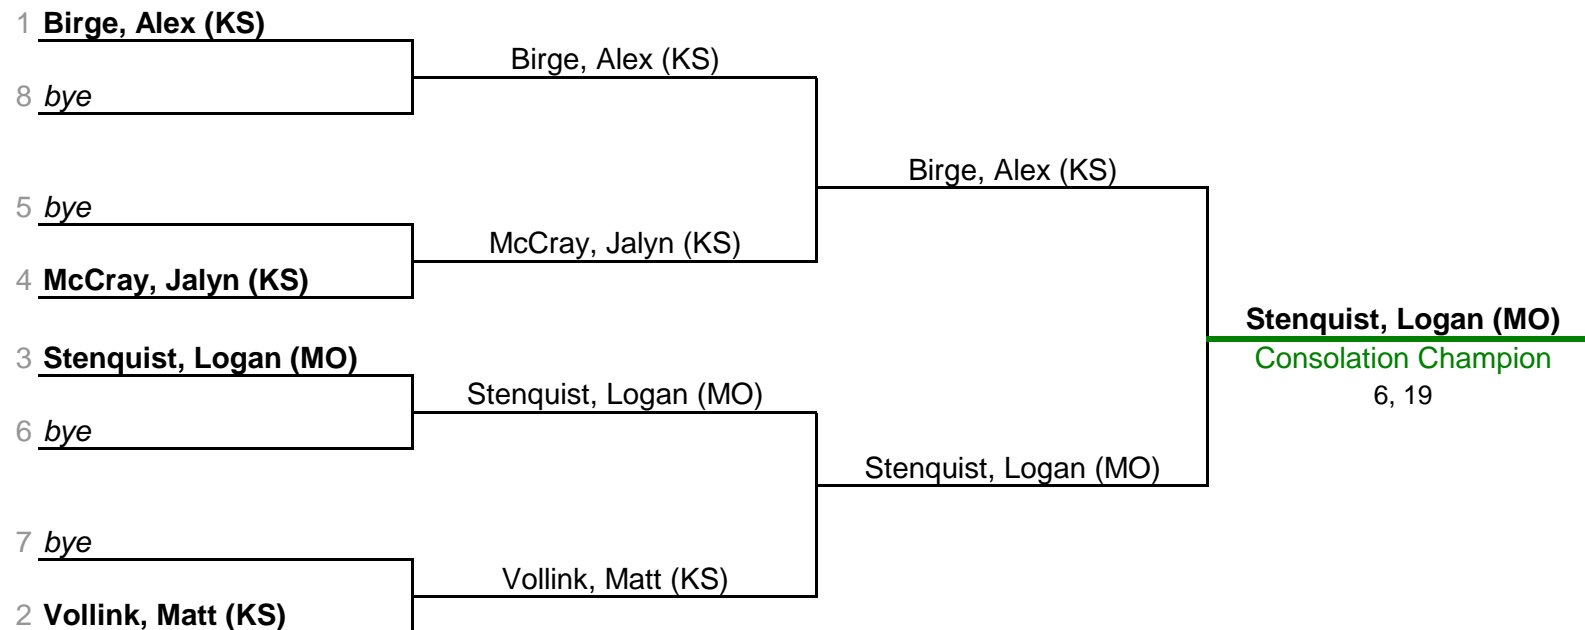 1 Birge, Alex (KS)
Birge, Alex (KS)
8 bye
Birge, Alex (KS)
5 bye
McCray, Jalyn (KS)
4 McCray, Jalyn (KS)
Stenquist, Logan (MO)
3 Stenquist, Logan (MO)
Consolation Champion
Stenquist, Logan (MO)
6, 19
6 bye
Stenquist, Logan (MO)
7 bye
Vollink, Matt (KS)
2 Vollink, Matt (KS)